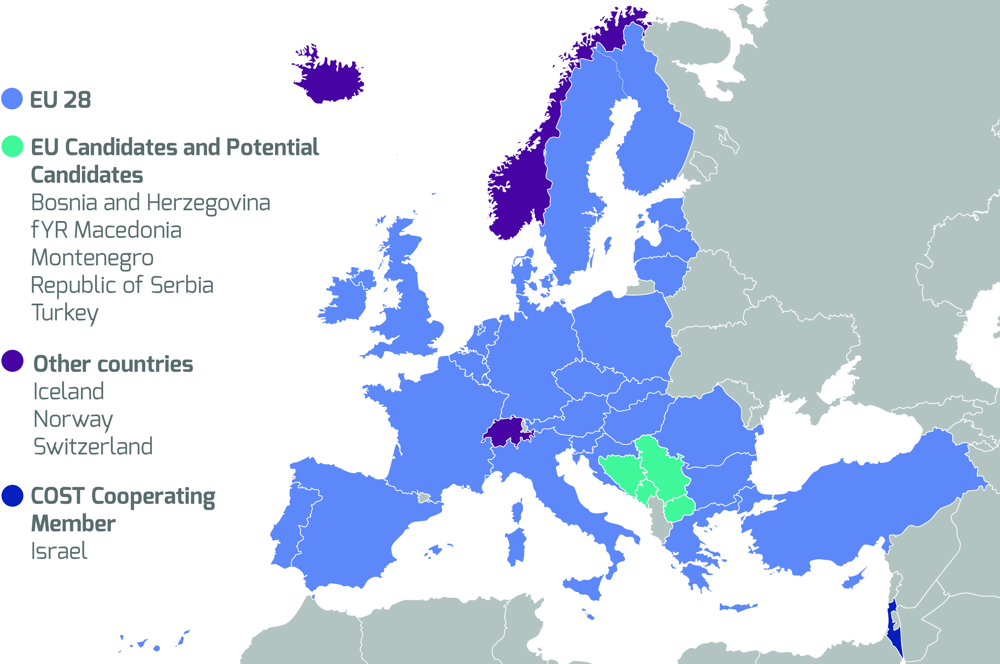 EU 28
EU Candidates and Potential
Candidates
Bosnia and Herzegovina
fYR Macedonia
Montenegro
Republic of Serbia
Turkey
Other countries
Iceland
Norway
Switzerland
COST Cooperating
Member
Israel